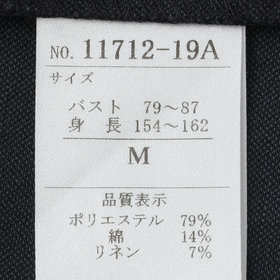 NO. 11712-19A
サイズ
バスト 79～87
身長 154～162
M
品質表示
ポリエステル 79%
綿 14%
リネン 7%